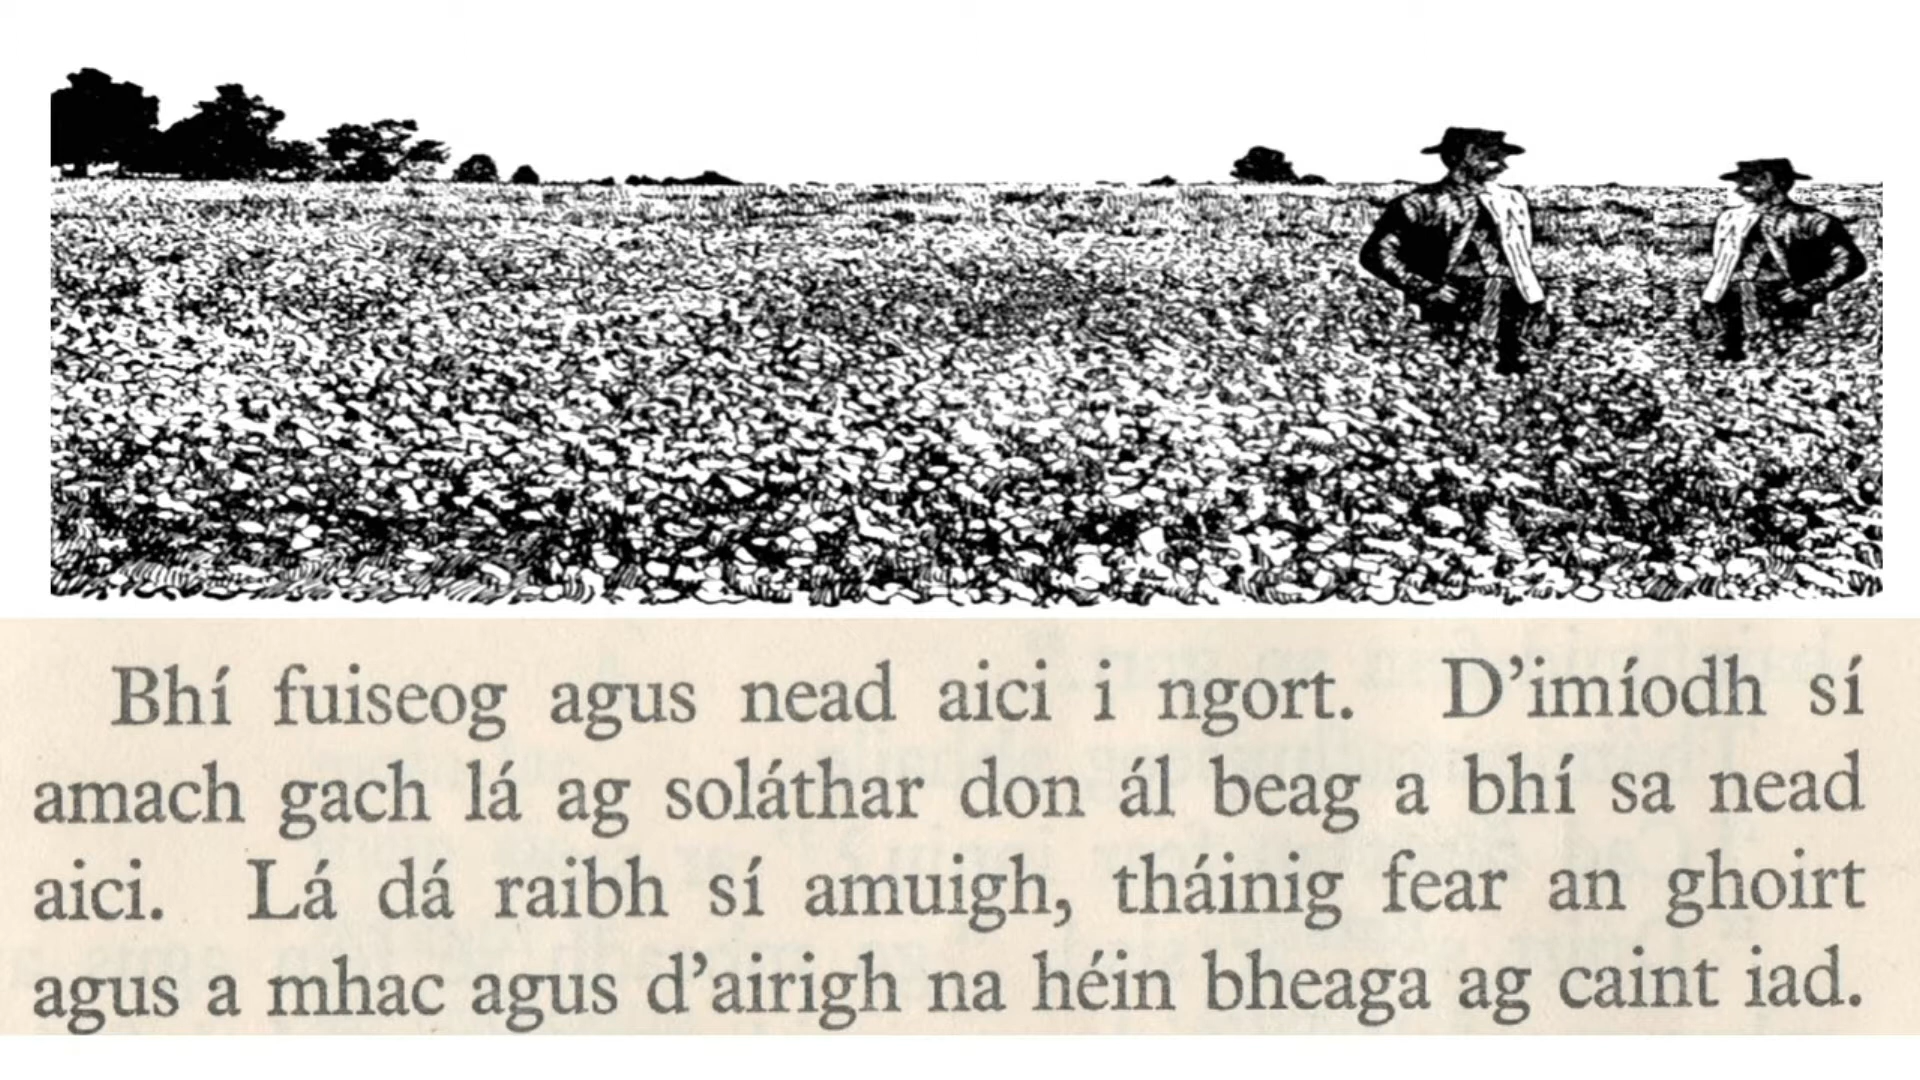 Bhí fuiseog agus nead aici i ngort. D’imíodh sí
amach gach lá ag soláthar don ál beag a bhí sa nead
aici. Lá dá raibh sí amuigh, tháinig fear an ghoirt
agus a mhac agus d’airigh na héin bheaga ag caint iad.